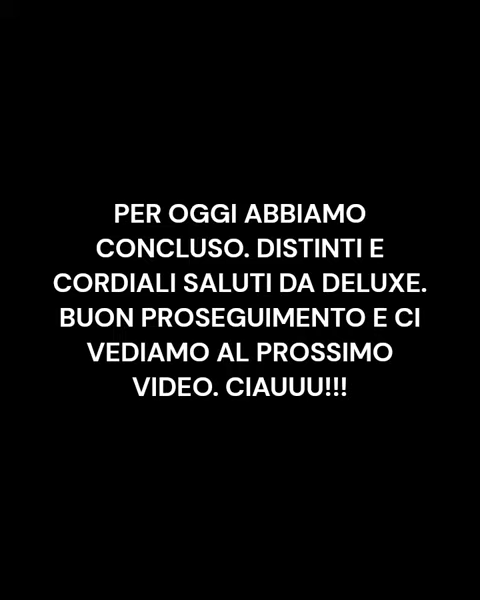 PER OGGI ABBIAMO
CONCLUSO. DISTINTI E
CORDIALI SALUTI DA DELUXE.
BUON PROSEGUIMENTO E CI
VEDIAMO AL PROSSIMO
VIDEO. CIAUUU!!!